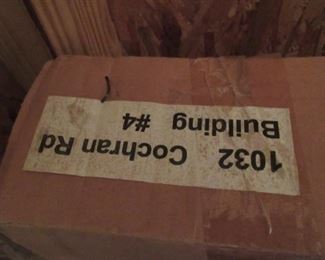 1032 Cochran Rd
Building #4